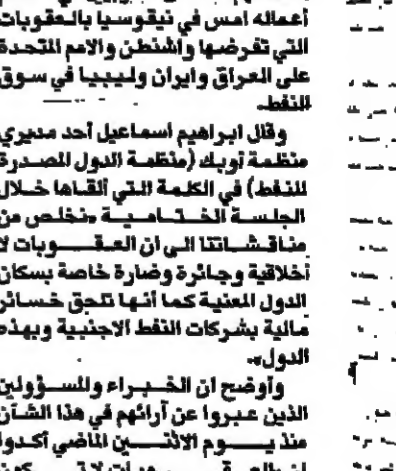 أعماله امس في نيقوسيا بالعقوبات
التي تفرضها واشنطن والامم المتحدة
على العراق وايران وليبيا في سوق
النفط.
وقال ابراهيم اسماعيل أحد مديري
منظمة أوبك (منظمة الدول المصدرة
للنفط) في الكلمة التي ألقاها خلال
الجلسة الختامية «نخلص من
مناقشاتنا الى ان العقوبات لا
أخلاقية وجائرة وضارة خاصة بسكان
الدول المعنية كما أنها تلحق خسائر
مالية بشركات النفط الاجنبية وبهذه
الدول».
وأوضح ان الخبراء والمسؤولين
الذين عبروا عن آرائهم في هذا الشأن
منذ يوم الاثنين الماضي أكدوا